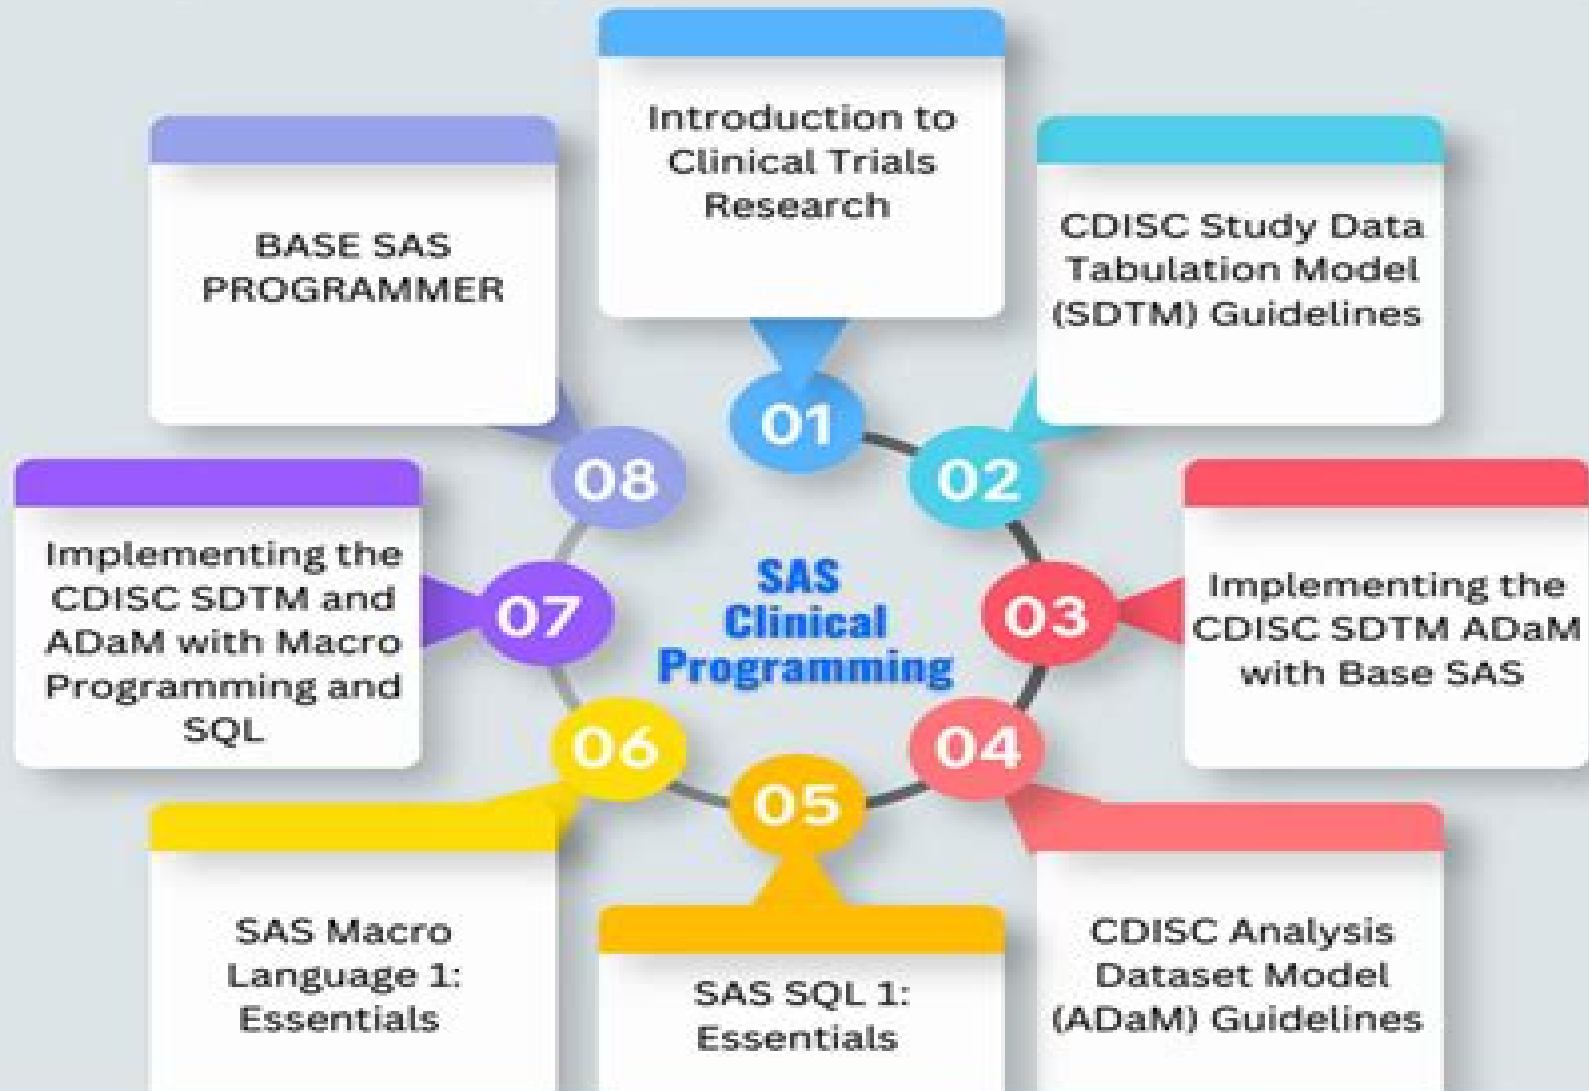 Introduction to
Clinical Trials
Research
01
CDISC Study Data
Tabulation Model
(SDTM) Guidelines
02
Implementing the
CDISC SDTM ADaM
with Base SAS
03
CDISC Analysis
Dataset Model
(ADaM) Guidelines
04
SAS SQL 1:
Essentials
05
SAS Macro
Language 1:
Essentials
06
Implementing the
CDISC SDTM and
ADaM with Macro
Programming and
SQL
07
BASE SAS
PROGRAMMER
08
SAS
Clinical
Programming